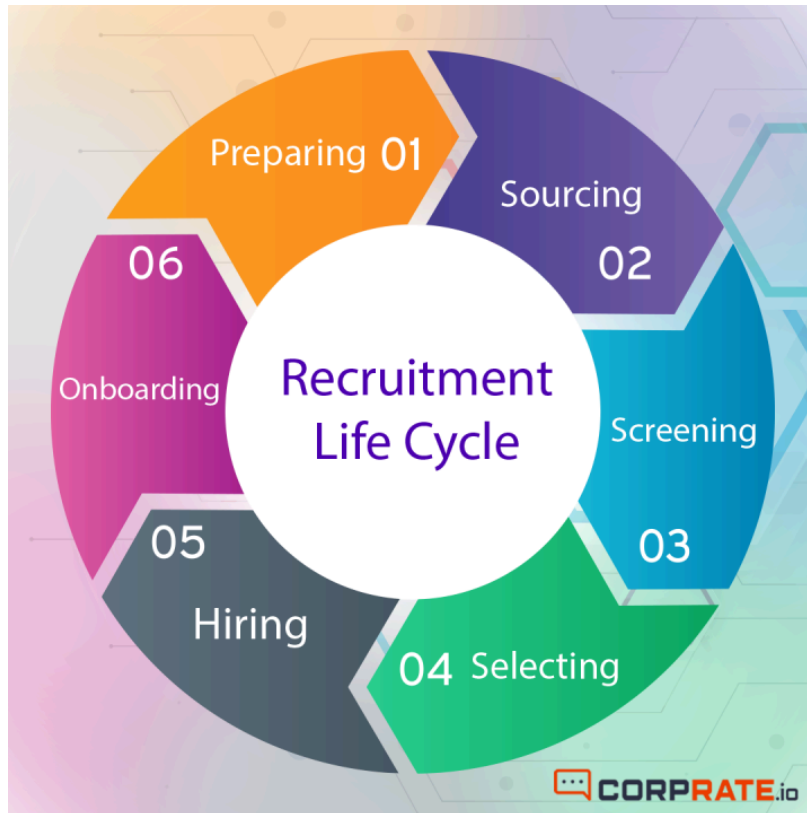 Preparing 01
Sourcing
02
Screening
03
04 Selecting
05
Hiring
06
Onboarding
Recruitment
Life Cycle
CORPRATE.io